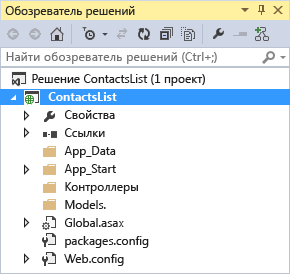 Обозреватель решений
Найти обозреватель решений (Ctrl+;)
Решение ContactsList (1 проект)
ContactsList
Свойства
Ссылки
App_Data
App_Start
Контроллеры
Models.
Global.asax
packages.config
Web.config